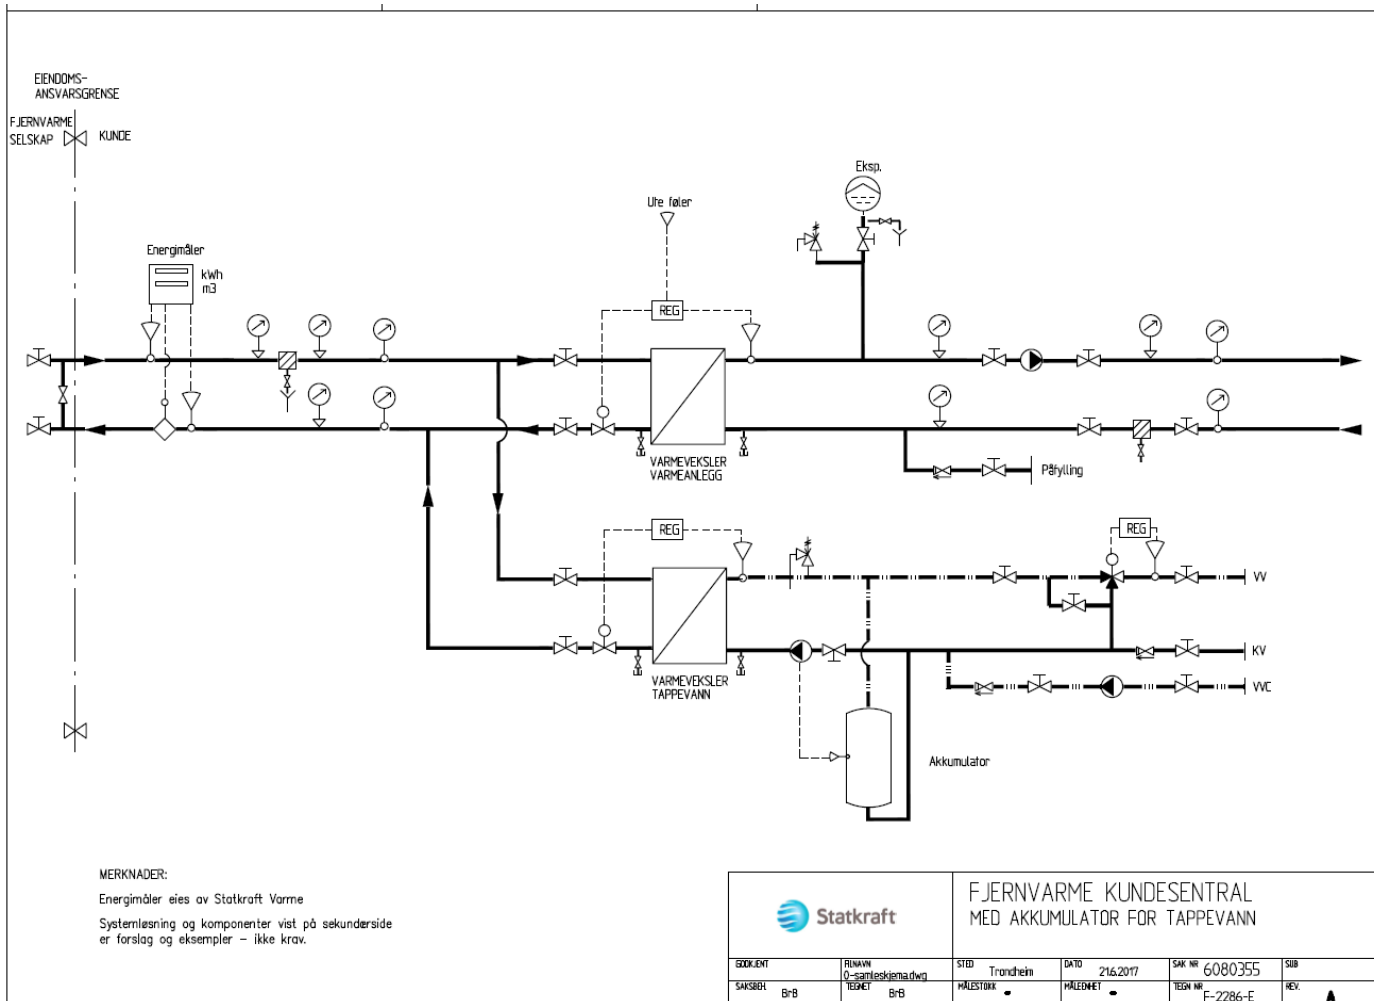 EIENDOMS-
ANSVARSGRENSE
FJERNVARME
SELSKAP
KUNDE
Eksp.
Ute føler
Energimåler
kWh
m3
REG
VARMEVEKSLER
VARMEANLEGG
Påfylling
REG
REG
VV
KV
VVC
VARMEVEKSLER
TAPPEVANN
Akkumulator
MERKNADER:
Energimåler eies av Statkraft Varme
Systemløsning og komponenter vist på sekundærside
er forslag og eksempler – ikke krav.
Statkraft
FJERNVARME KUNDESENTRAL
MED AKKUMULATOR FOR TAPPEVANN
GODKJENT
FILNAVN
0-samleskjema.dwg
STED
Trondheim
DATO
21.6.2017
SAK NR 6080355
SUB
SAKSBEH.
BrB
TEGNET
BrB
MÅLESTOKK
-
MÅLEENHET
-
TEGN NR
F-2286-E
REV.
A